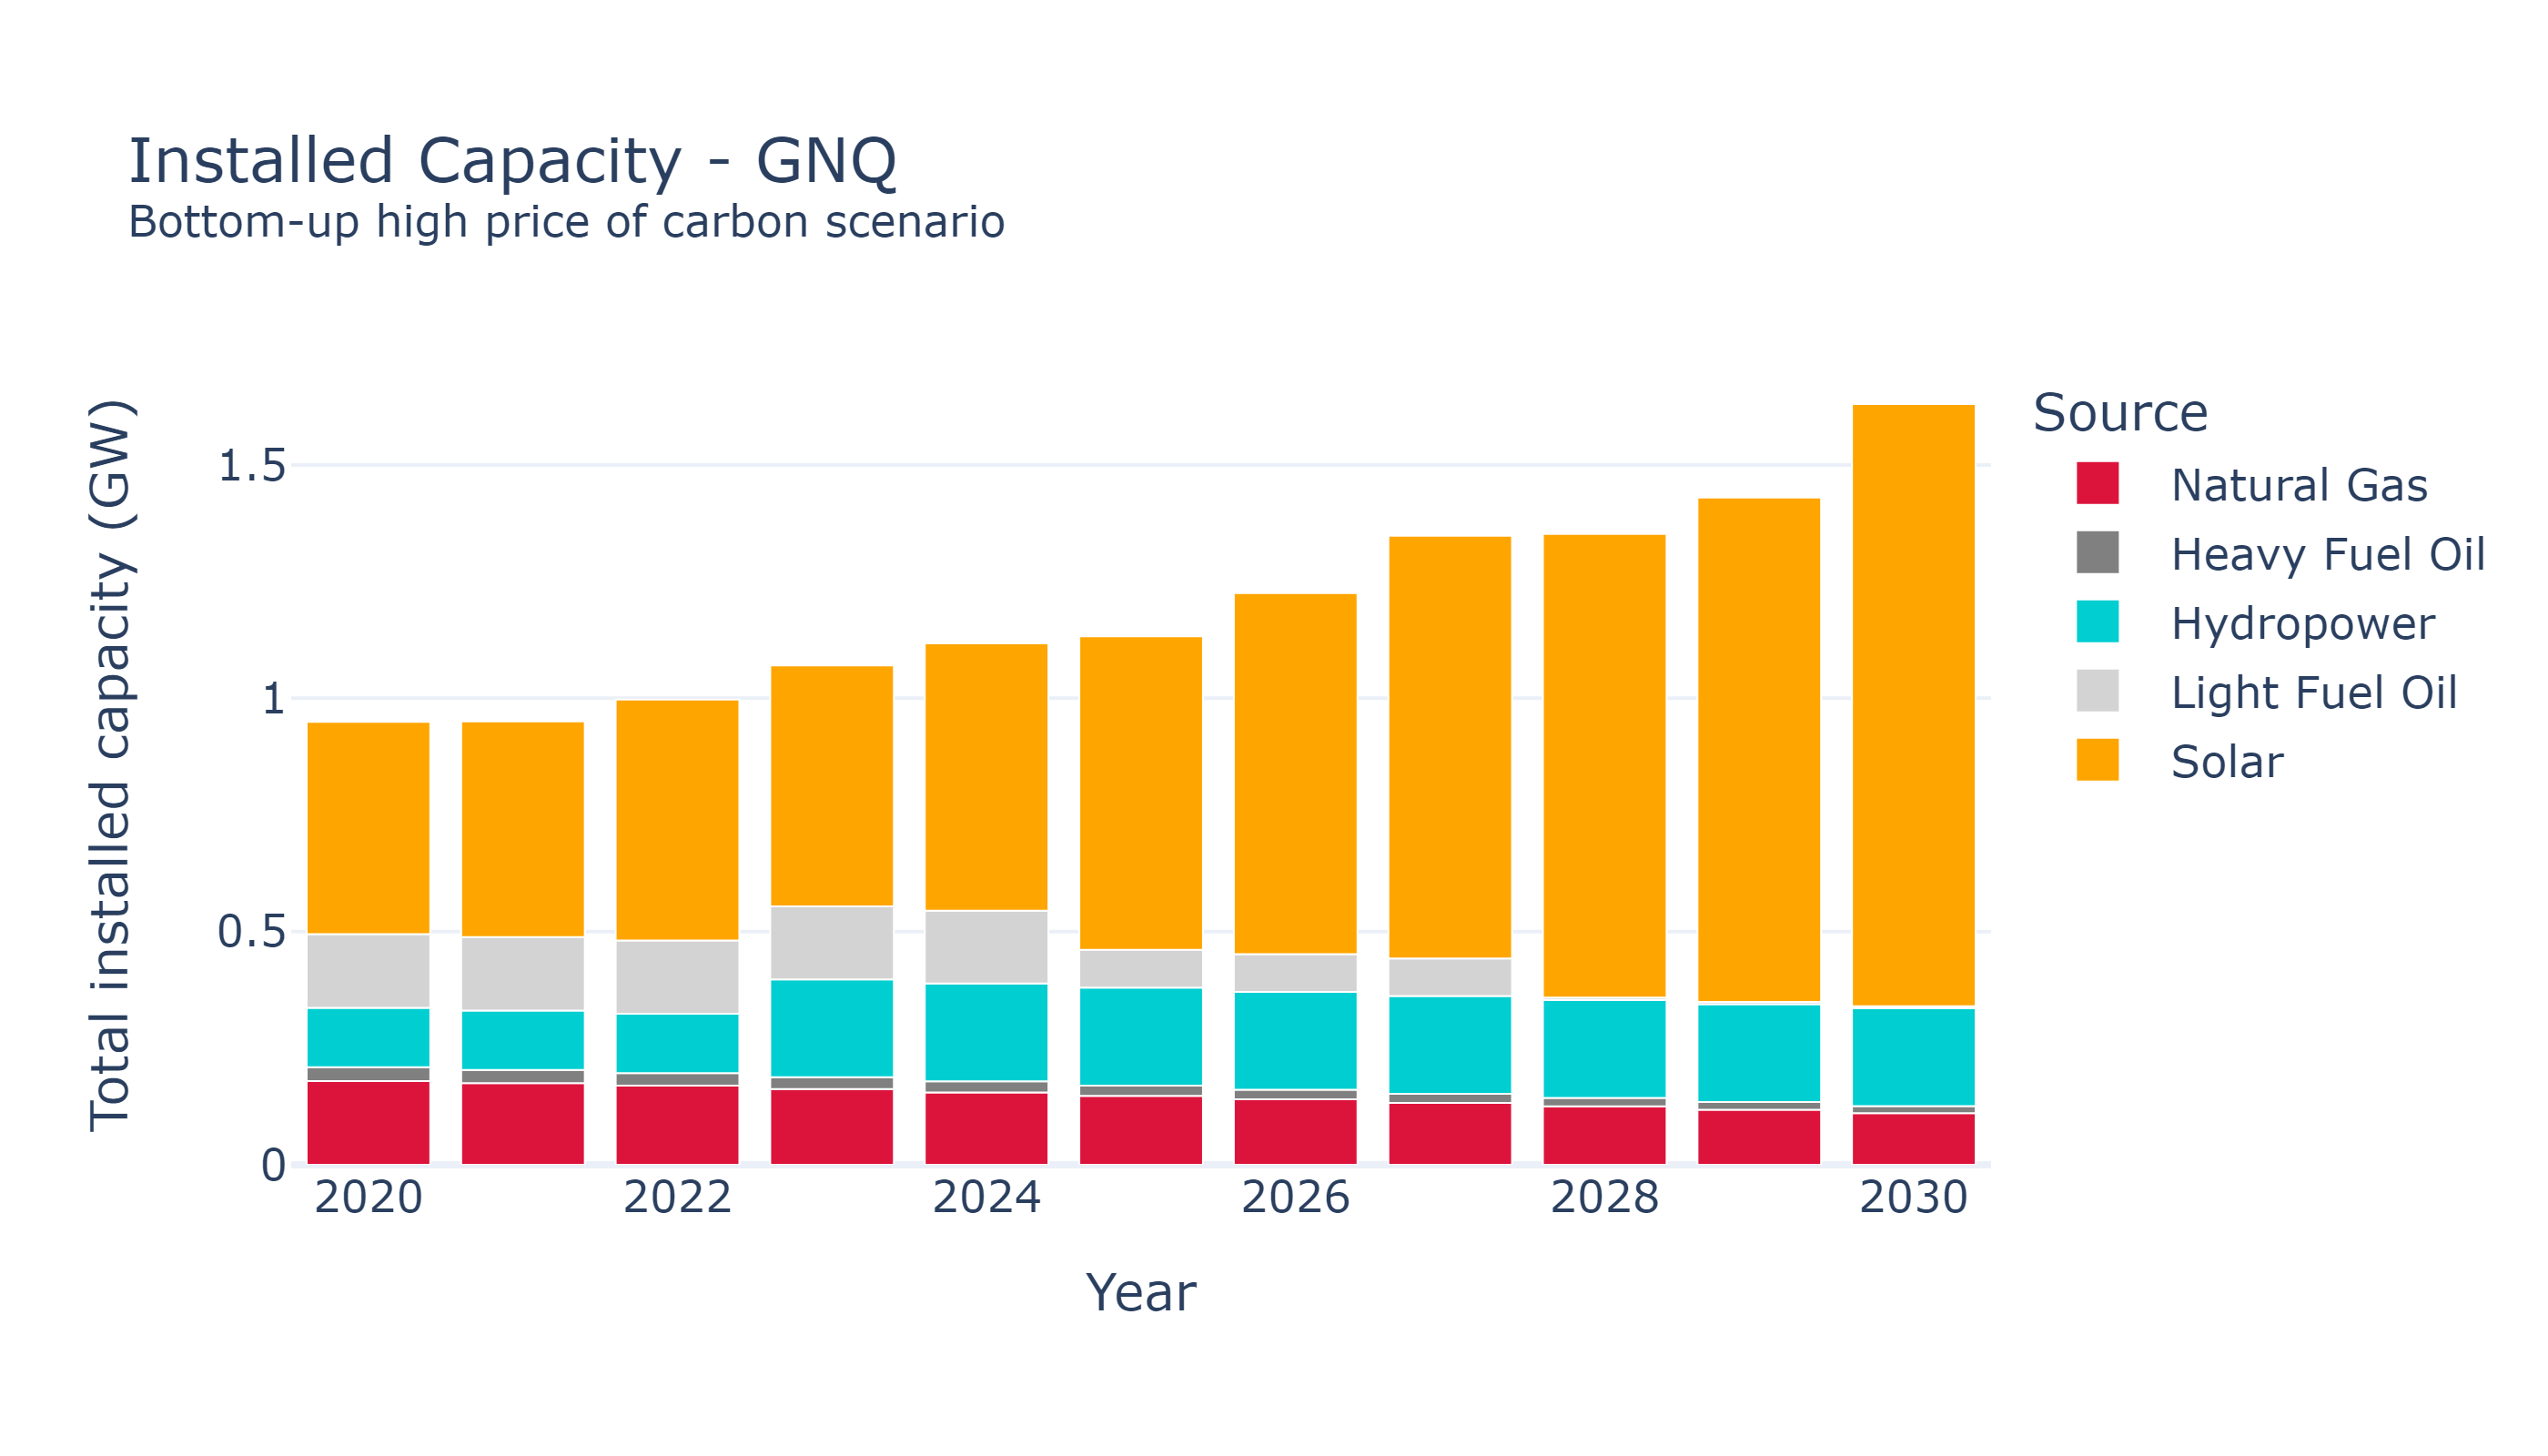 Installed Capacity - GNQ
Bottom-up high price of carbon scenario
Total installed capacity (GW)
1.5
1
0.5
0
2020 2022 2024 2026 2028 2030
Year
Source
Natural Gas
Heavy Fuel Oil
Hydropower
Light Fuel Oil
Solar